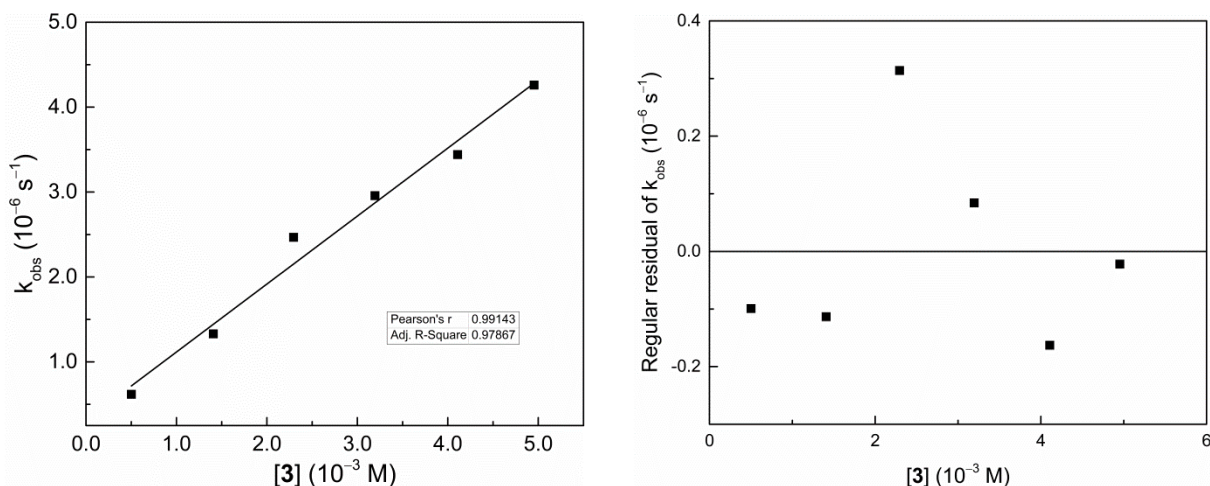 5.0
4.0
3.0
2.0
1.0
k_obs (10⁻⁶ s⁻¹)
Pearson's r 0.99143
Adj. R-Square 0.97867
0.0 1.0 2.0 3.0 4.0 5.0
[3] (10⁻³ M)
0.4
0.2
0.0
-0.2
Regular residual of k_obs (10⁻⁶ s⁻¹)
0 2 4 6
[3] (10⁻³ M)